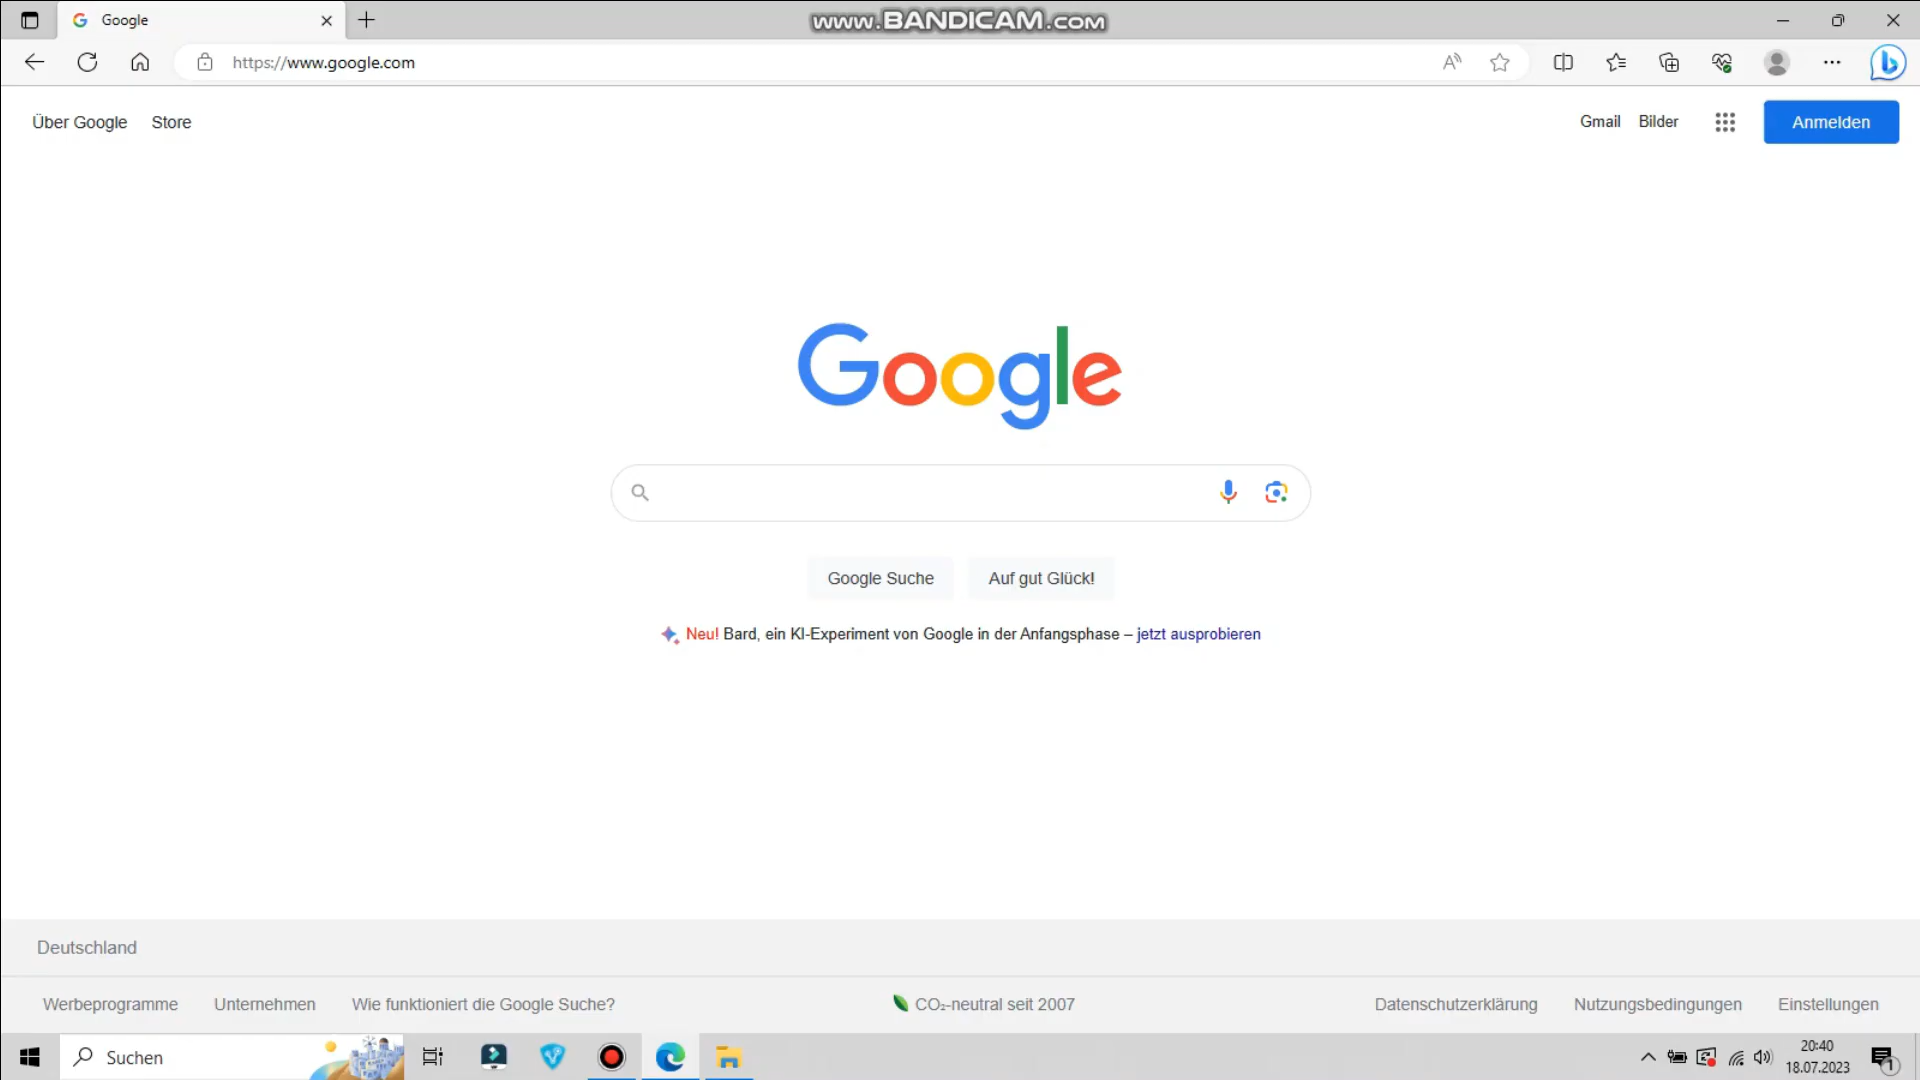 Google
www.BANDICAM.com
https://www.google.com
Über Google Store
Gmail Bilder Anmelden
Google
Google Suche Auf gut Glück!
Neu! Bard, ein KI-Experiment von Google in der Anfangsphase – jetzt ausprobieren
Deutschland
Werbeprogramme Unternehmen Wie funktioniert die Google Suche? CO₂-neutral seit 2007 Datenschutzerklärung Nutzungsbedingungen Einstellungen
Suchen
20:40
18.07.2023
1